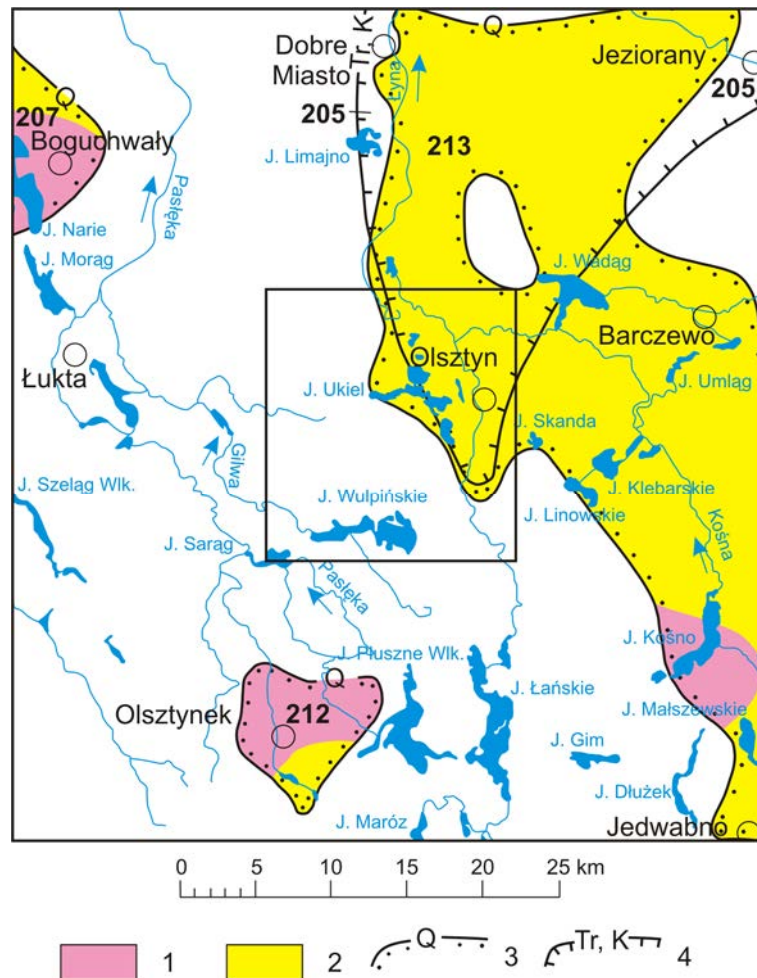 Q
Dobre
Miasto
Tr, K
Jeziorany
Łyna
205
205
Q
207
Boguchwały
213
J. Limajno
Pasłęka
J. Narie
J. Morąg
J. Wadąg
Barczewo
Łukta
Olsztyn
J. Umląg
J. Ukiel
J. Skanda
Giłwa
J. Szeląg Wlk.
J. Klebarskie
J. Wulpińskie
J. Linowskie
Kośna
J. Sarąg
Pasłęka
J. Kośno
J. Pluszne Wlk.
Q
J. Łańskie
Olsztynek
212
J. Małszewskie
J. Gim
J. Dłużek
J. Maróz
Jedwabno
0 5 10 15 20 25 km
1 2 Q 3 Tr, K 4